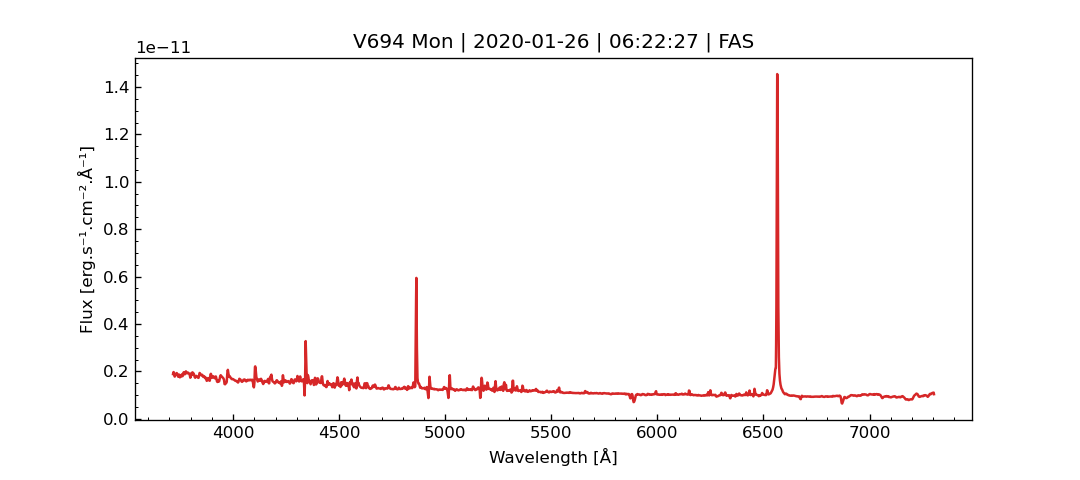 V694 Mon | 2020-01-26 | 06:22:27 | FAS
1e−11
1.4
1.2
1.0
0.8
0.6
0.4
0.2
0.0
Flux [erg.s⁻¹.cm⁻².Å⁻¹]
4000 4500 5000 5500 6000 6500 7000
Wavelength [Å]